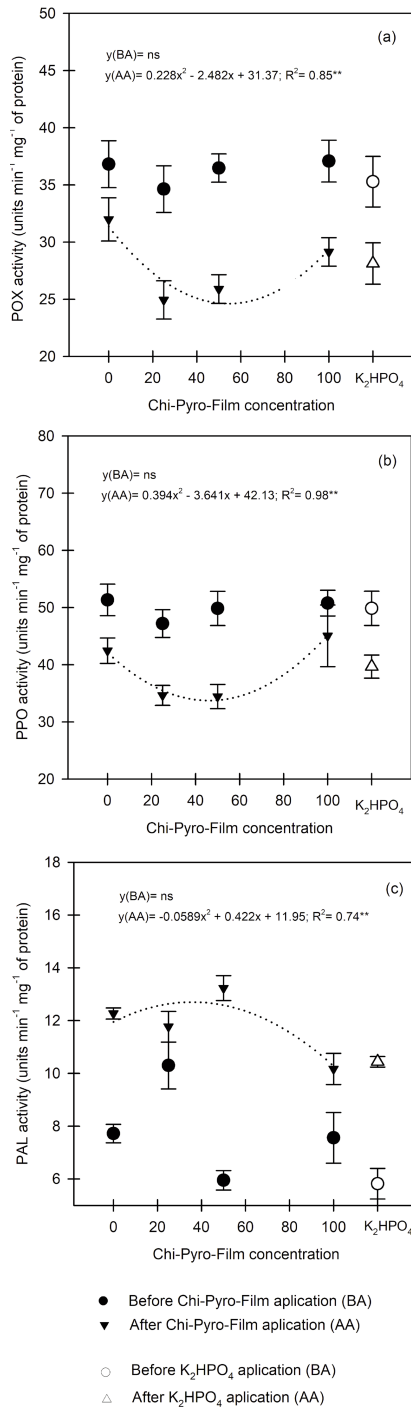 (a)
y(BA)= ns
y(AA)= 0.228x² - 2.482x + 31.37; R²= 0.85**
50
45
40
35
30
25
20
POX activity (units min⁻¹ mg⁻¹ of protein)
0 20 40 60 80 100 K₂HPO₄
Chi-Pyro-Film concentration
(b)
y(BA)= ns
y(AA)= 0.394x² - 3.641x + 42.13; R²= 0.98**
80
70
60
50
40
30
20
PPO activity (units min⁻¹ mg⁻¹ of protein)
0 20 40 60 80 100 K₂HPO₄
Chi-Pyro-Film concentration
(c)
y(BA)= ns
y(AA)= -0.0589x² + 0.422x + 11.95; R²= 0.74**
18
16
14
12
10
8
6
PAL activity (units min⁻¹ mg⁻¹ of protein)
0 20 40 60 80 100 K₂HPO₄
Chi-Pyro-Film concentration
Before Chi-Pyro-Film aplication (BA)
After Chi-Pyro-Film aplication (AA)
Before K₂HPO₄ aplication (BA)
After K₂HPO₄ aplication (AA)